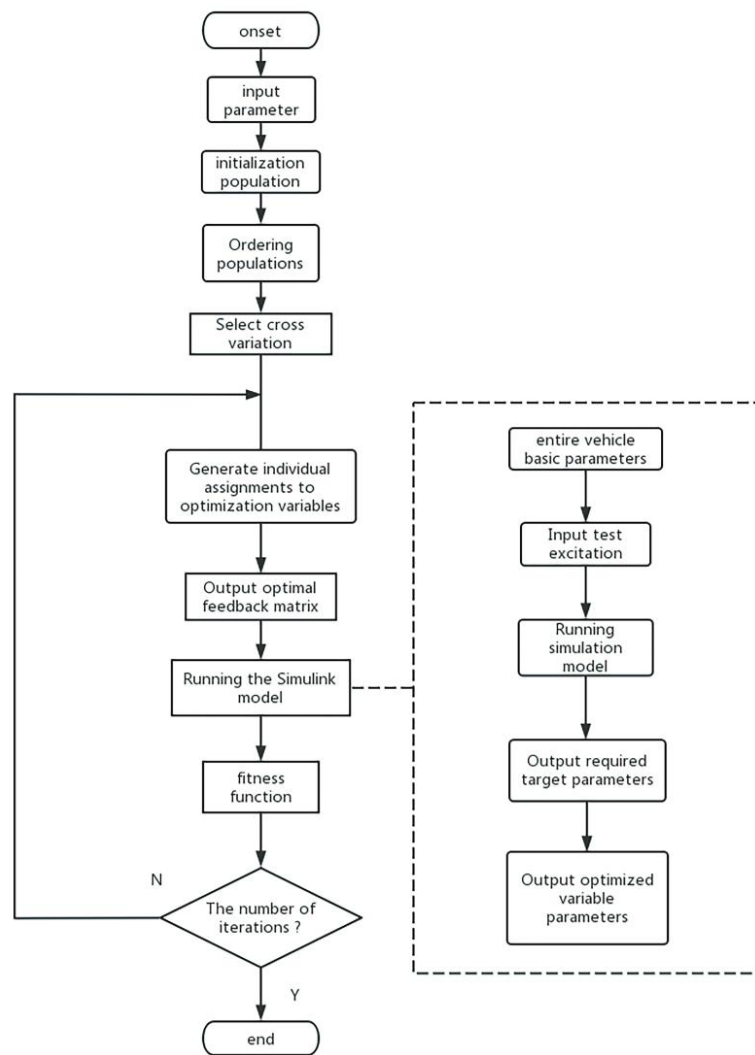 onset
input
parameter
initialization
population
Ordering
populations
Select cross
variation
Generate individual
assignments to
optimization variables
Output optimal
feedback matrix
Running the Simulink
model
fitness
function
N
The number of
iterations ?
Y
end
entire vehicle
basic parameters
Input test
excitation
Running
simulation
model
Output required
target parameters
Output optimized
variable
parameters